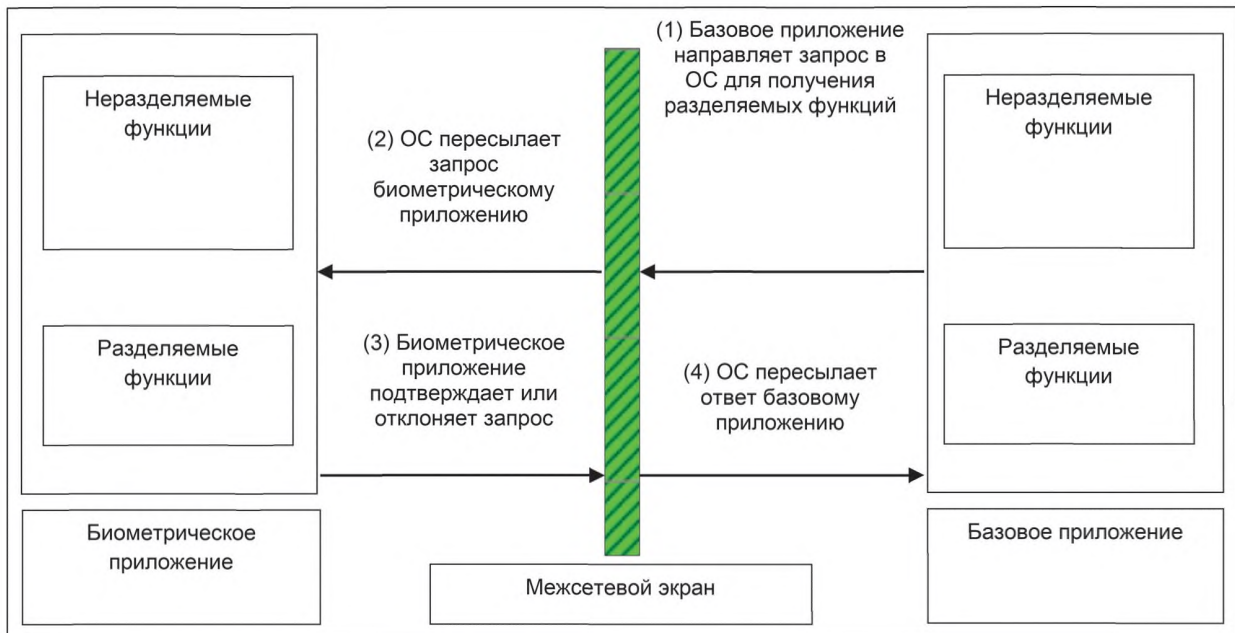 (1) Базовое приложение
направляет запрос в
ОС для получения
разделяемых функций
Неразделяемые
функции
Неразделяемые
функции
(2) ОС пересылает
запрос
биометрическому
приложению
Разделяемые
функции
(3) Биометрическое
приложение
подтверждает или
отклоняет запрос
(4) ОС пересылает
ответ базовому
приложению
Разделяемые
функции
Биометрическое
приложение
Межсетевой экран
Базовое приложение